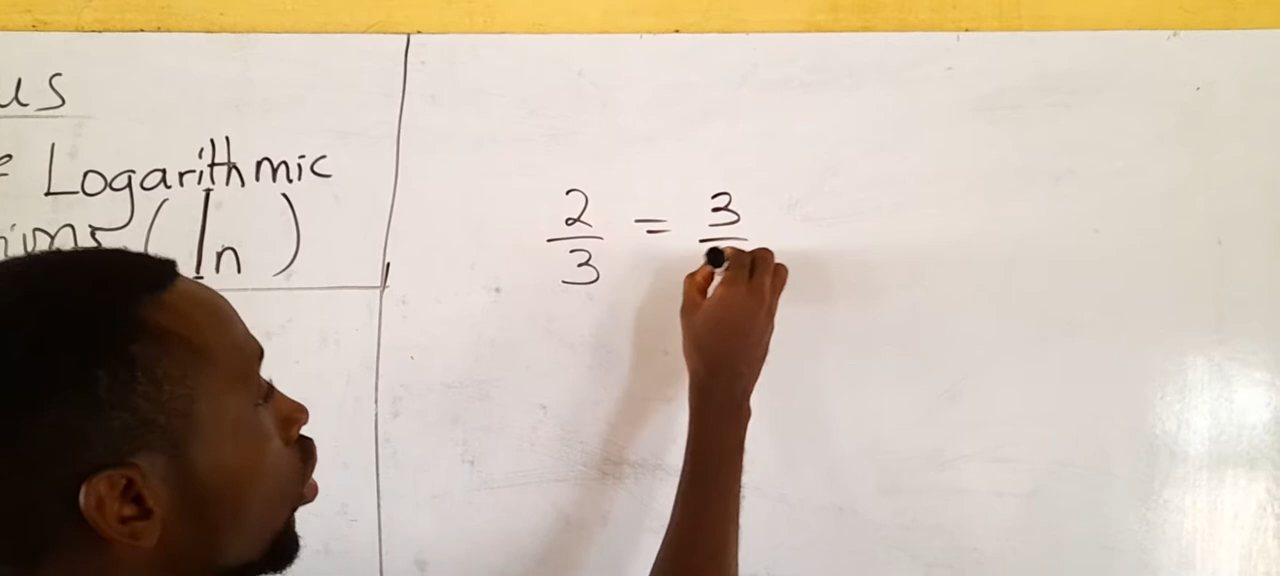 us
Logarithmic
(ln)
2/3 = 3